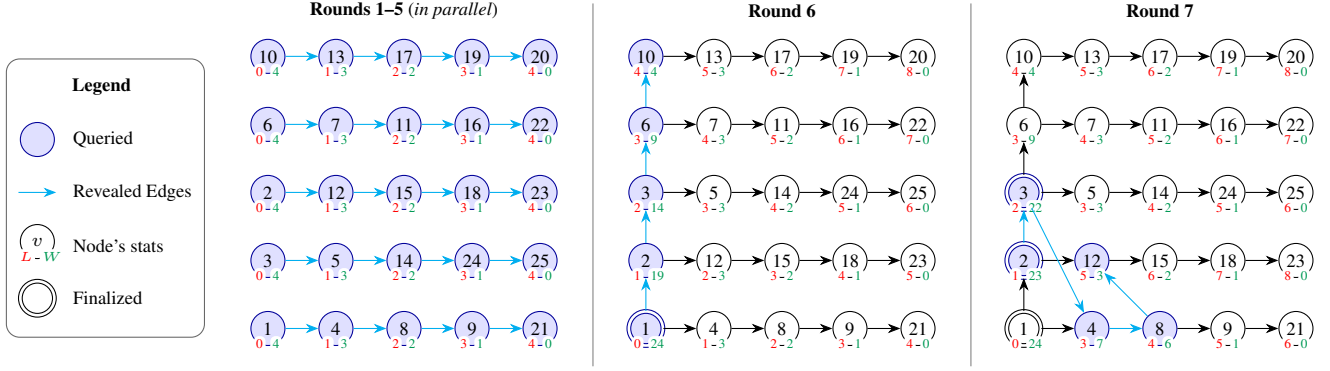 Legend
Queried
Revealed Edges
v
L - W
Node's stats
Finalized
Rounds 1–5 (in parallel)
10 13 17 19 20
0-4 1-3 2-2 3-1 4-0
6 7 11 16 22
0-4 1-3 2-2 3-1 4-0
2 12 15 18 23
0-4 1-3 2-2 3-1 4-0
3 5 14 24 25
0-4 1-3 2-2 3-1 4-0
1 4 8 9 21
0-4 1-3 2-2 3-1 4-0
Round 6
10 13 17 19 20
4-4 5-3 6-2 7-1 8-0
6 7 11 16 22
3-9 4-3 5-2 6-1 7-0
3 5 14 24 25
2-14 3-3 4-2 5-1 6-0
2 12 15 18 23
1-19 2-3 3-2 4-1 5-0
1 4 8 9 21
0-24 1-3 2-2 3-1 4-0
Round 7
10 13 17 19 20
4-4 5-3 6-2 7-1 8-0
6 7 11 16 22
3-9 4-3 5-2 6-1 7-0
3 5 14 24 25
2-22 3-3 4-2 5-1 6-0
2 12 15 18 23
1-23 5-3 6-2 7-1 8-0
1 4 8 9 21
0-24 3-7 4-6 5-1 6-0